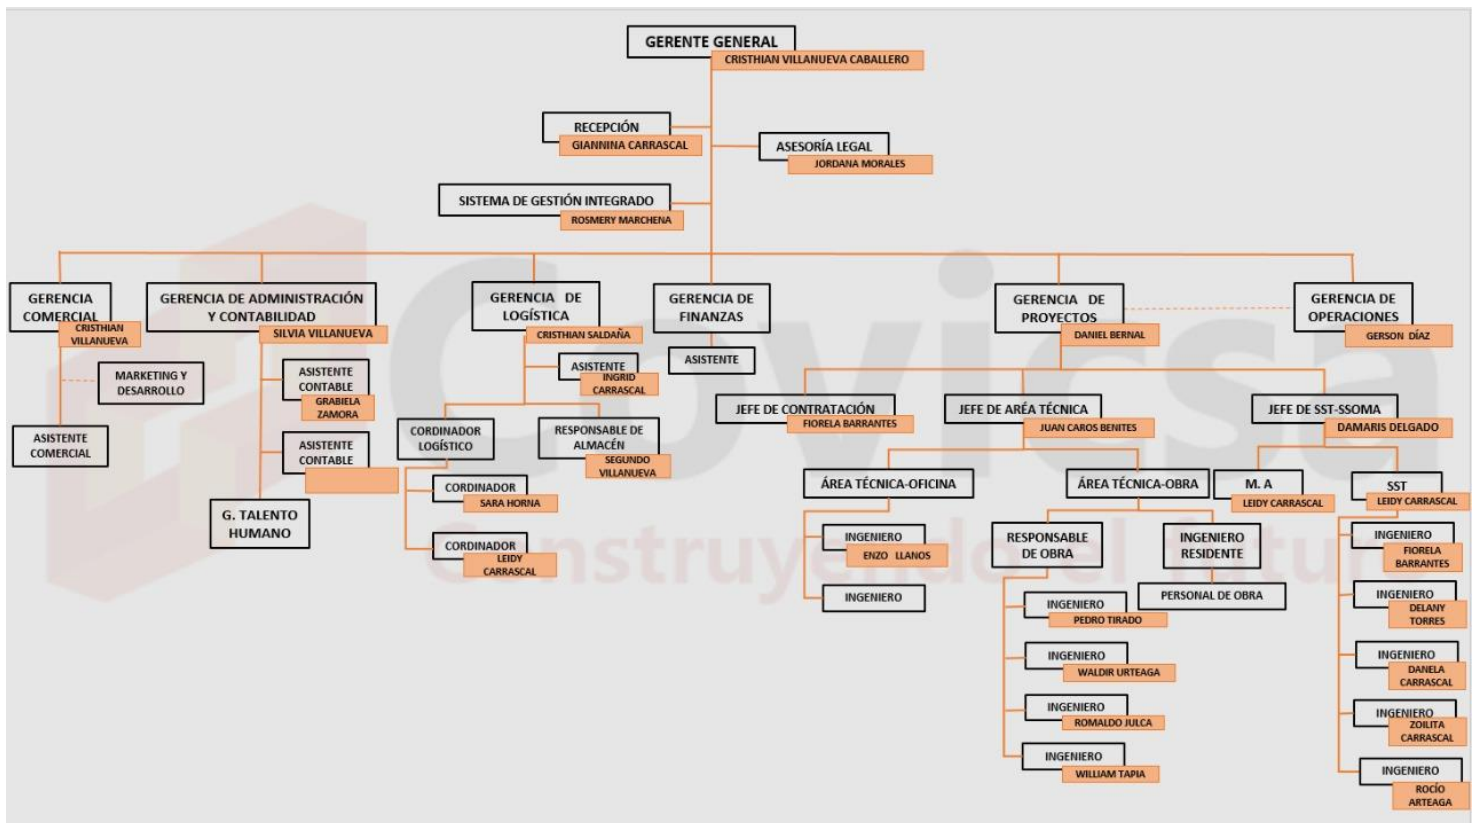 GERENTE GENERAL
CRISTHIAN VILLANUEVA CABALLERO
RECEPCIÓN
GIANNINA CARRASCAL
ASESORÍA LEGAL
JORDANA MORALES
SISTEMA DE GESTIÓN INTEGRADO
ROSMERY MARCHENA
GERENCIA
COMERCIAL
CRISTHIAN
VILLANUEVA
MARKETING Y
DESARROLLO
ASISTENTE
COMERCIAL
GERENCIA DE ADMINISTRACIÓN
Y CONTABILIDAD
SILVIA VILLANUEVA
ASISTENTE
CONTABLE
GRABIELA
ZAMORA
ASISTENTE
CONTABLE
G. TALENTO
HUMANO
GERENCIA DE
LOGÍSTICA
CRISTHIAN SALDAÑA
ASISTENTE
INGRID
CARRASCAL
CORDINADOR
LOGÍSTICO
RESPONSABLE DE
ALMACÉN
SEGUNDO
VILLANUEVA
CORDINADOR
SARA HORNA
CORDINADOR
LEIDY
CARRASCAL
GERENCIA DE
FINANZAS
ASISTENTE
GERENCIA DE
PROYECTOS
DANIEL BERNAL
GERENCIA DE
OPERACIONES
GERSON DÍAZ
JEFE DE CONTRATACIÓN
FIORELA BARRANTES
JEFE DE ARÉA TÉCNICA
JUAN CAROS BENITES
JEFE DE SST-SSOMA
DAMARIS DELGADO
ÁREA TÉCNICA-OFICINA
INGENIERO
ENZO LLANOS
INGENIERO
ÁREA TÉCNICA-OBRA
RESPONSABLE
DE OBRA
INGENIERO
RESIDENTE
PERSONAL DE OBRA
INGENIERO
PEDRO TIRADO
INGENIERO
WALDIR URTEAGA
INGENIERO
ROMALDO JULCA
INGENIERO
WILLIAM TAPIA
M. A
LEIDY CARRASCAL
SST
LEIDY CARRASCAL
INGENIERO
FIORELA
BARRANTES
INGENIERO
DELANY
TORRES
INGENIERO
DANELA
CARRASCAL
INGENIERO
ZOILITA
CARRASCAL
INGENIERO
ROCÍO
ARTEAGA
Covicsa
Construyendo el futuro